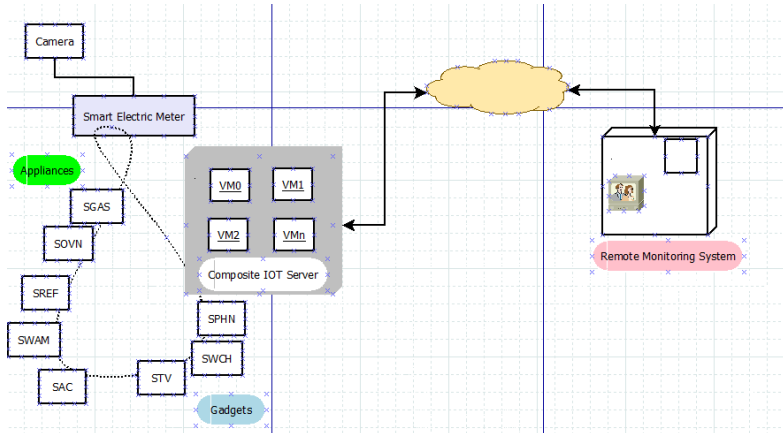 Camera
Smart Electric Meter
Appliances
SGAS
SOVN
SREF
SWAM
SAC
STV
SWCH
SPHN
Gadgets
VM0
VM1
VM2
VMn
Composite IOT Server
Remote Monitoring System